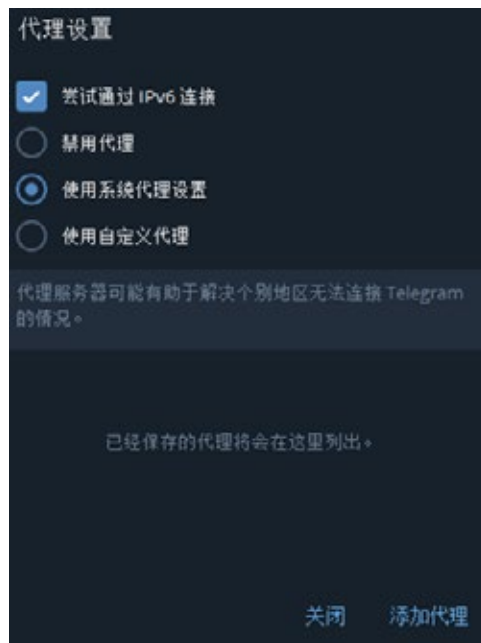 代理设置
尝试通过 IPv6 连接
禁用代理
使用系统代理设置
使用自定义代理
代理服务器可能有助于解决个别地区无法连接 Telegram
的情况。
已经保存的代理将会在这里列出。
关闭 添加代理